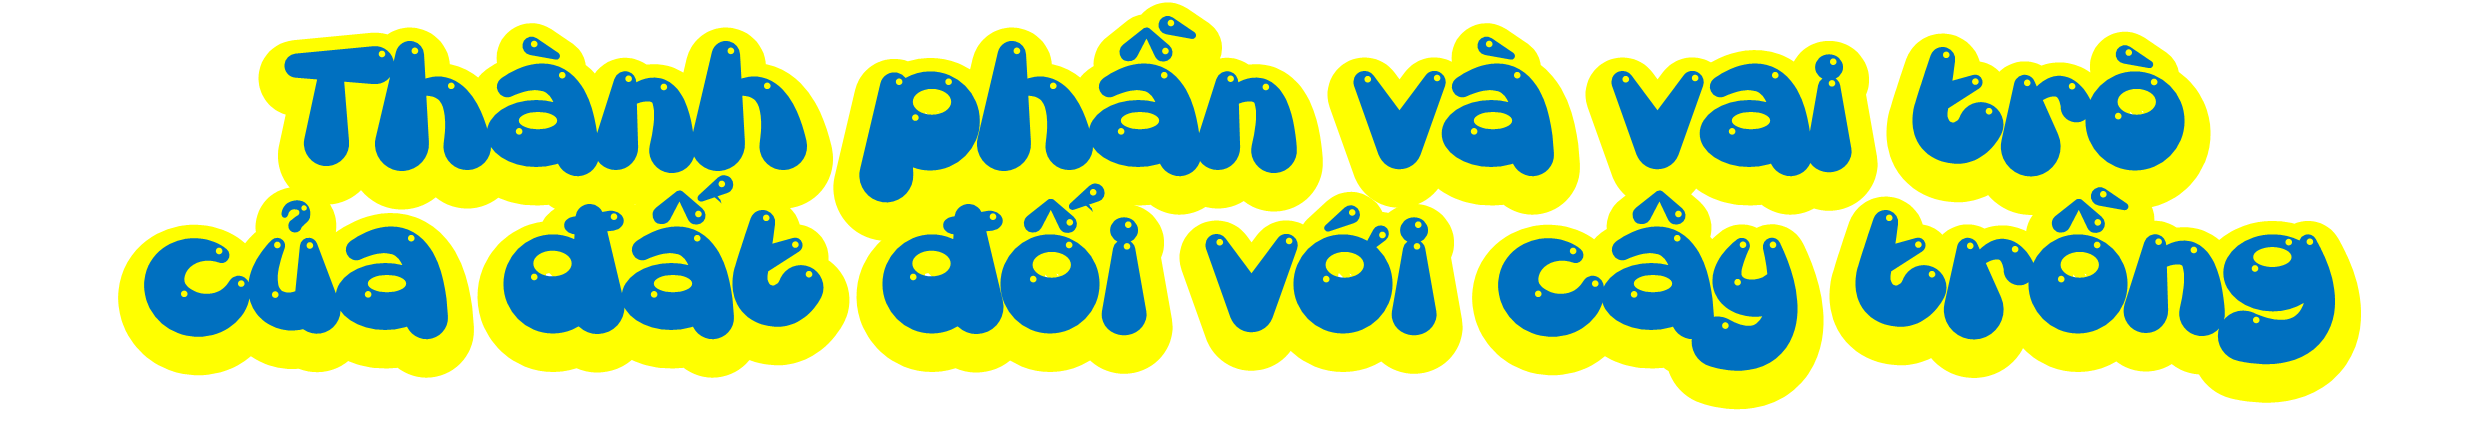 Thành phần và vai trò
của đất đối với cây trồng